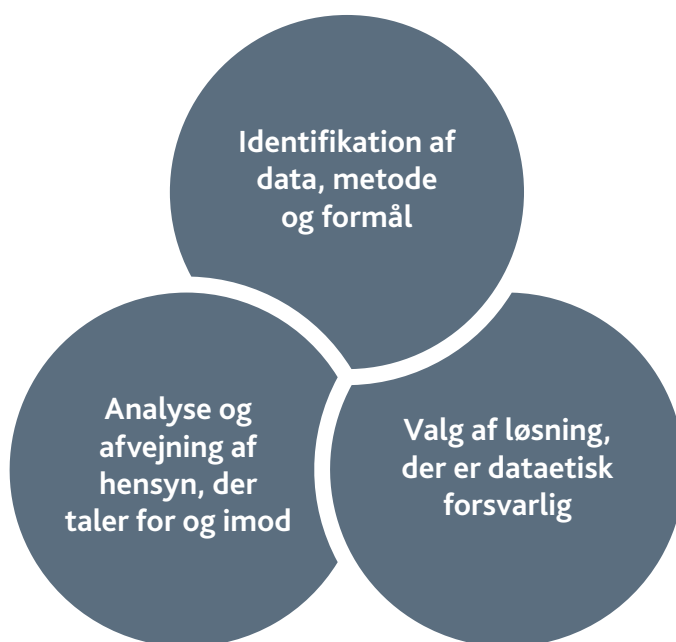 Identifikation af
data, metode
og formål
Analyse og
afvejning af
hensyn, der
taler for og imod
Valg af løsning,
der er dataetisk
forsvarlig